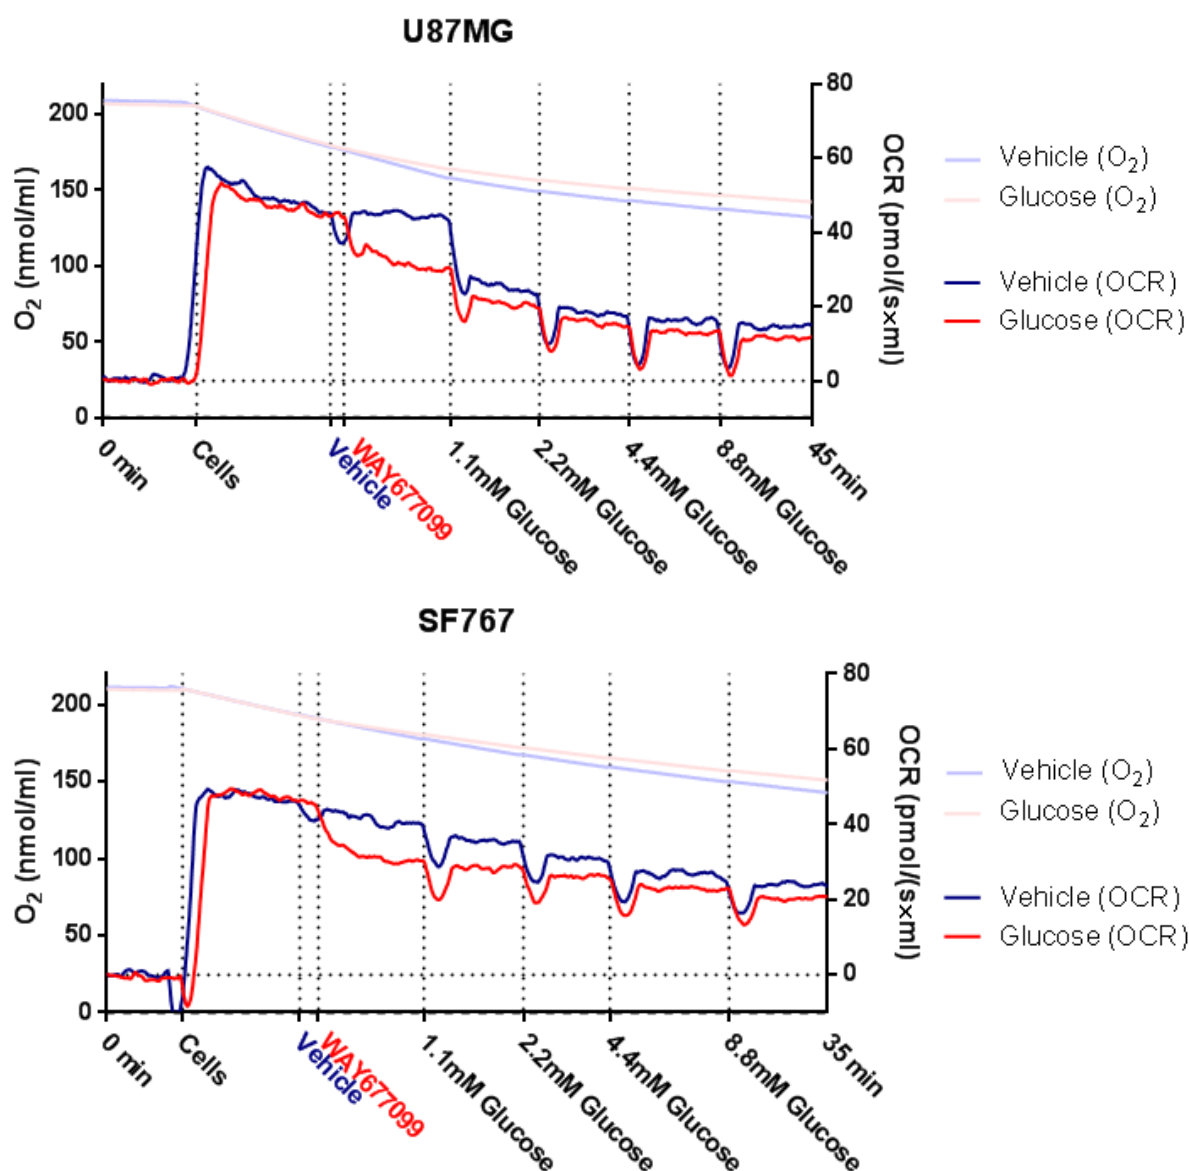 U87MG
O2 (nmol/ml)
200
150
100
50
0
80
60
40
20
0
OCR (pmol/(s×ml)
Vehicle (O2)
Glucose (O2)
Vehicle (OCR)
Glucose (OCR)
0 min
Cells
Vehicle
WAY677099
1.1mM Glucose
2.2mM Glucose
4.4mM Glucose
8.8mM Glucose
45 min
SF767
O2 (nmol/ml)
200
150
100
50
0
80
60
40
20
0
OCR (pmol/(s×ml)
Vehicle (O2)
Glucose (O2)
Vehicle (OCR)
Glucose (OCR)
0 min
Cells
Vehicle
WAY677099
1.1mM Glucose
2.2mM Glucose
4.4mM Glucose
8.8mM Glucose
35 min